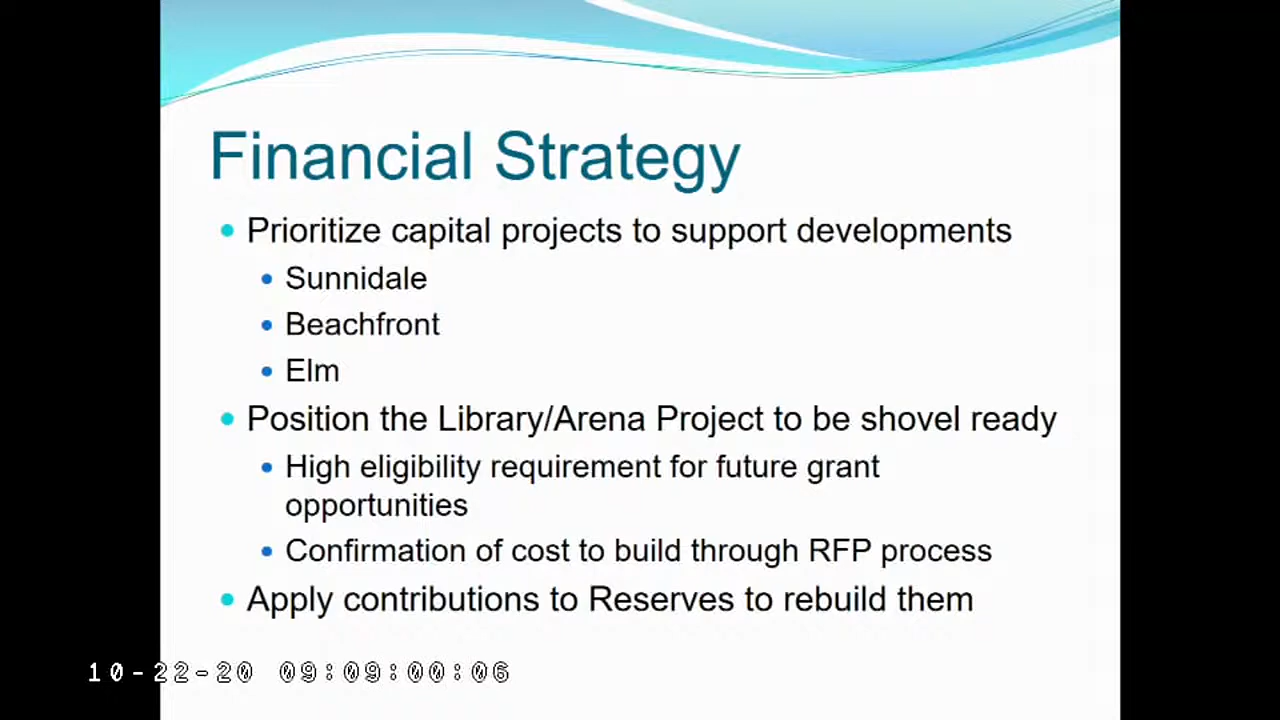 Financial Strategy
Prioritize capital projects to support developments
Sunnidale
Beachfront
Elm
Position the Library/Arena Project to be shovel ready
High eligibility requirement for future grant
opportunities
Confirmation of cost to build through RFP process
Apply contributions to Reserves to rebuild them
10-22-20 09:09:00:06